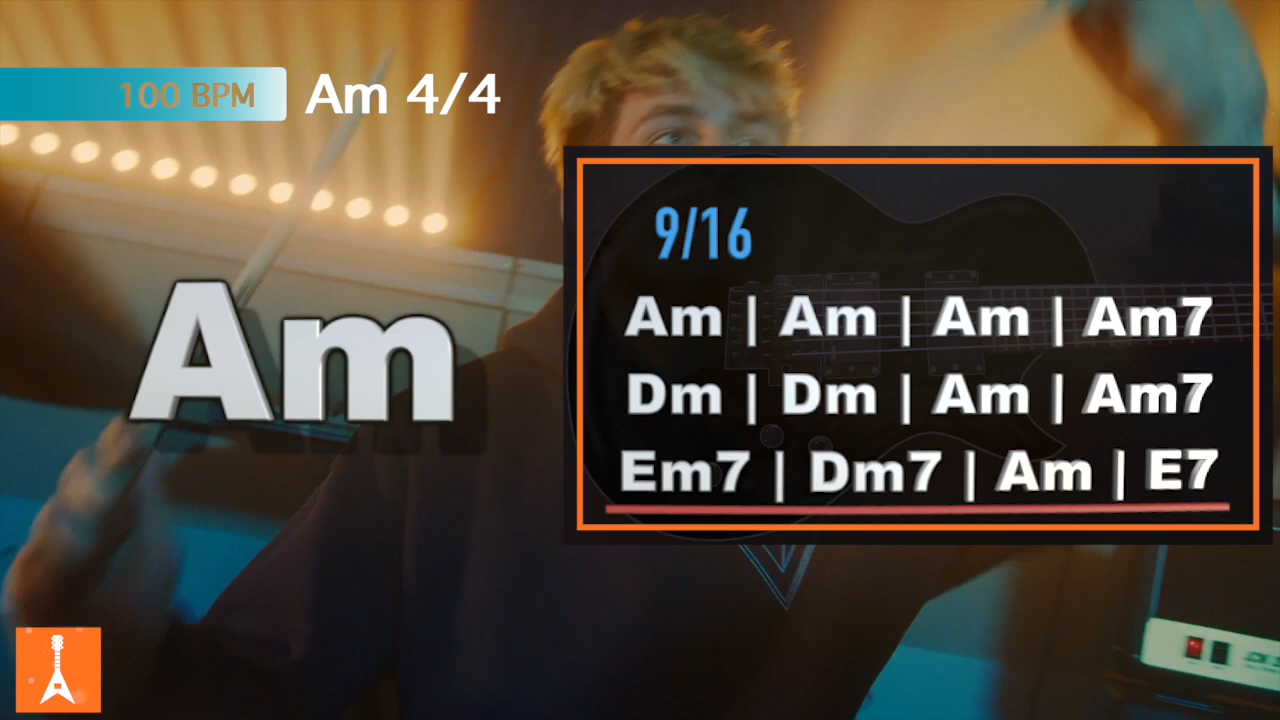 100 BPM Am 4/4
Am
9/16
Am | Am | Am | Am7
Dm | Dm | Am | Am7
Em7 | Dm7 | Am | E7